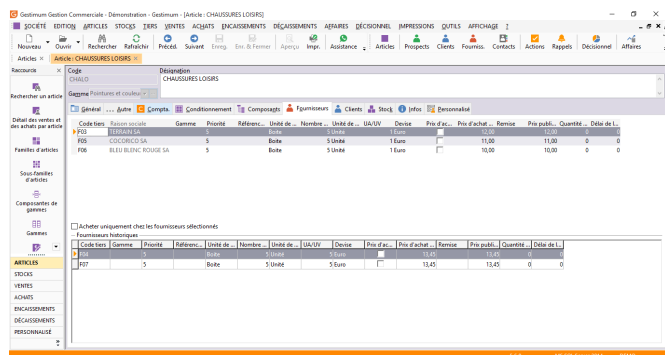 Gestimum Gestion Commerciale - Démonstration - Gestimum - [Article : CHAUSSURES LOISIRS]
SOCIÉTÉ EDITION ARTICLES STOCKS TIERS VENTES ACHATS ENCAISSEMENTS DÉCAISSEMENTS AFFAIRES DÉCISIONNEL IMPRESSIONS OUTILS AFFICHAGE ?
Nouveau Ouvrir Rechercher Rafraîchir Précéd. Suivant Enreg. Enr. & Fermer Aperçu Impr. Assistance Articles Prospects Clients Fourniss. Contacts Actions Rappels Décisionnel Affaires
Articles × Article : CHAUSSURES LOISIRS ×
Raccourcis ×
Code Désignation
CHALO CHAUSSURES LOISIRS
Gamme Pointures et couleur
Rechercher un article
Détail des ventes et des achats par article
Familles d'articles
Sous-familles d'articles
Composantes de gammes
Gammes
ARTICLES
STOCKS
VENTES
ACHATS
ENCAISSEMENTS
DÉCAISSEMENTS
PERSONNALISÉ
»
Général ... Autre Compta. Conditionnement Composants Fournisseurs Clients Stock Infos Personnalisé
Code tiers Raison sociale Gamme Priorité Référenc... Unité de ... Nombre ... Unité de ... UA/UV Devise Prix d'ac... Prix d'achat ... Remise Prix publi... Quantité ... Délai de l...
F03 TERRAIN SA 5 Boite 5 Unité 1 Euro 12,00 12,00 0 0
F05 COCORICO SA 5 Boite 5 Unité 1 Euro 11,00 11,00 0 0
F06 BLEU BLENC ROUGE SA 5 Boite 5 Unité 1 Euro 10,00 10,00 0 0
Acheter uniquement chez les fournisseurs sélectionnés
Fournisseurs historiques
Code tiers Gamme Priorité Référenc... Unité de ... Nombre ... Unité de ... UA/UV Devise Prix d'ac... Prix d'achat ... Remise Prix publi... Quantité ... Délai de l...
F04 5 Boite 5 Unité 5 Euro 13,45 13,45 0 0
F07 5 Boite 5 Unité 5 Euro 13,45 13,45 0 0